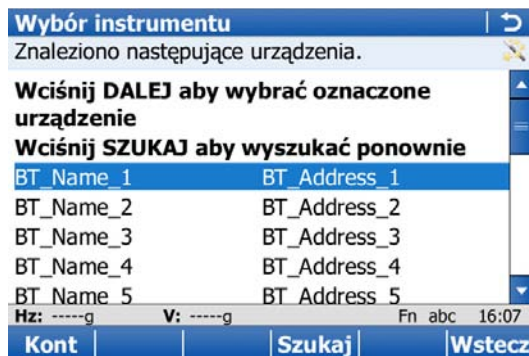 Wybór instrumentu
Znaleziono następujące urządzenia.
Wciśnij DALEJ aby wybrać oznaczone
urządzenie
Wciśnij SZUKAJ aby wyszukać ponownie
BT_Name_1 BT_Address_1
BT_Name_2 BT_Address_2
BT_Name_3 BT_Address_3
BT_Name_4 BT_Address_4
BT_Name_5 BT_Address_5
Hz: -----g V: -----g Fn abc 16:07
Kont Szukaj Wstecz